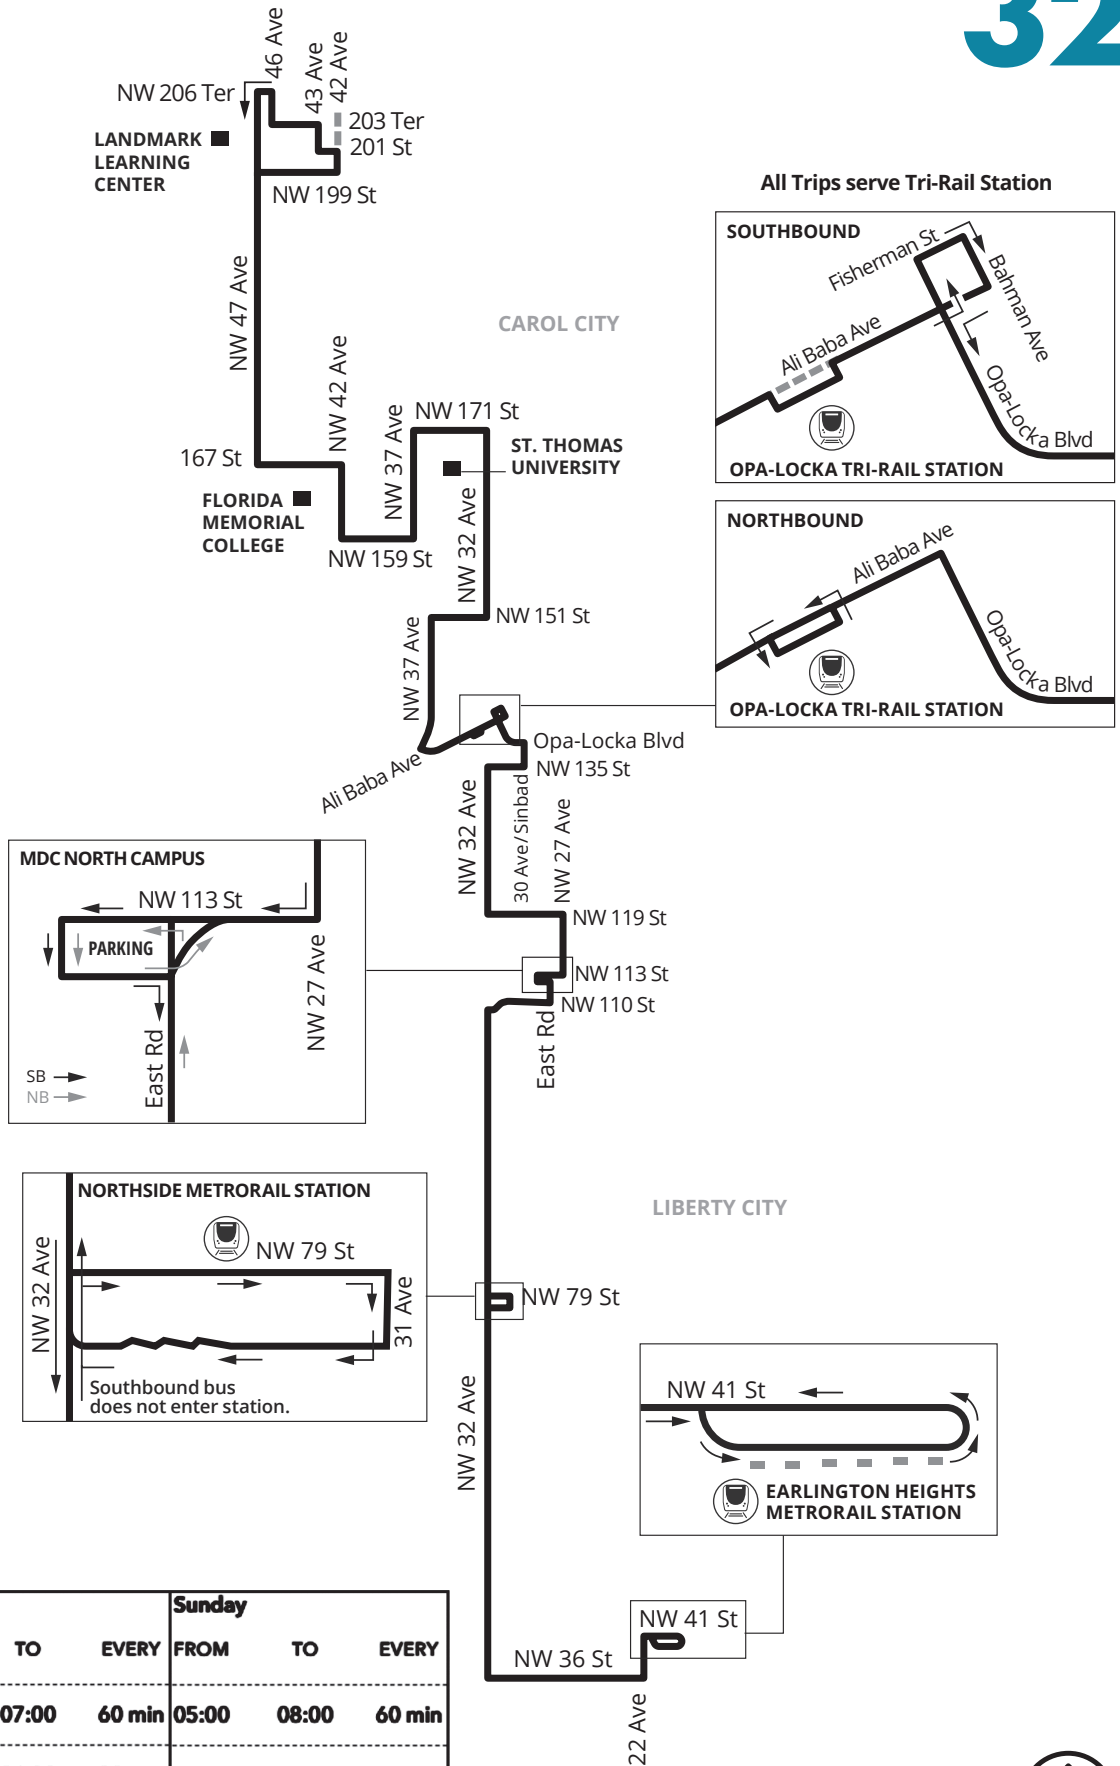 32
46 Ave
43 Ave
42 Ave
NW 206 Ter
203 Ter
201 St
LANDMARK
LEARNING
CENTER
NW 199 St
NW 47 Ave
CAROL CITY
NW 42 Ave
NW 37 Ave
NW 171 St
167 St
ST. THOMAS
UNIVERSITY
FLORIDA
MEMORIAL
COLLEGE
NW 159 St
NW 32 Ave
NW 151 St
NW 37 Ave
Opa-Locka Blvd
NW 135 St
Ali Baba Ave
NW 32 Ave
30 Ave/Sinbad
NW 27 Ave
NW 119 St
NW 113 St
NW 110 St
East Rd
LIBERTY CITY
NW 79 St
NW 32 Ave
NW 41 St
NW 36 St
22 Ave
All Trips serve Tri-Rail Station
SOUTHBOUND
Fisherman St
Bahman Ave
Ali Baba Ave
Opa-Locka Blvd
OPA-LOCKA TRI-RAIL STATION
NORTHBOUND
Ali Baba Ave
Opa-Locka Blvd
OPA-LOCKA TRI-RAIL STATION
MDC NORTH CAMPUS
NW 113 St
PARKING
NW 27 Ave
East Rd
SB
NB
NORTHSIDE METRORAIL STATION
NW 79 St
NW 32 Ave
31 Ave
Southbound bus
does not enter station.
NW 41 St
EARLINGTON HEIGHTS
METRORAIL STATION
Sunday
TO EVERY FROM TO EVERY
07:00 60 min 05:00 08:00 60 min